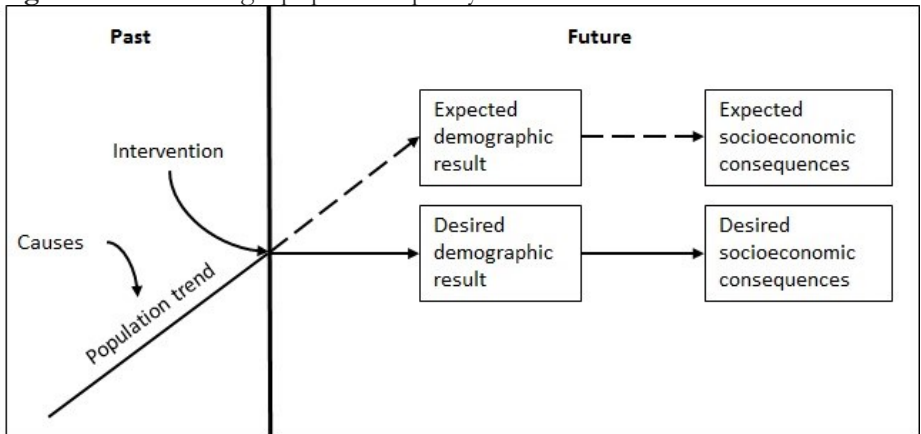 Past
Future
Expected
demographic
result
Expected
socioeconomic
consequences
Intervention
Desired
demographic
result
Desired
socioeconomic
consequences
Causes
Population trend